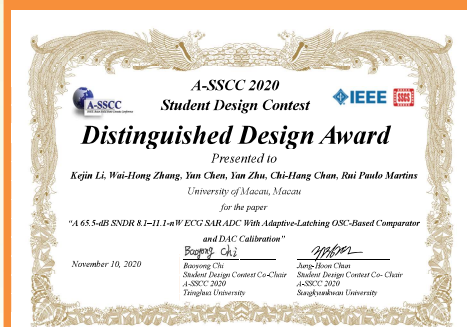 A-SSCC 2020
Student Design Contest
A-SSCC
IEEE
SSCS
Distinguished Design Award
Presented to
Kejin Li, Wai-Hong Zhang, Yun Chen, Yan Zhu, Chi-Hang Chan, Rui Paulo Martins
University of Macau, Macau
for the paper
"A 65.5-dB SNDR 8.1–11.1-nW ECG SAR ADC With Adaptive-Latching OSC-Based Comparator
and DAC Calibration"
Baoyong Chi
November 10, 2020
Baoyong Chi
Student Design Contest Co-Chair
A-SSCC 2020
Tsinghua University
Jung-Hoon Chun
Student Design Contest Co- Chair
A-SSCC 2020
Sungkyunkwan University